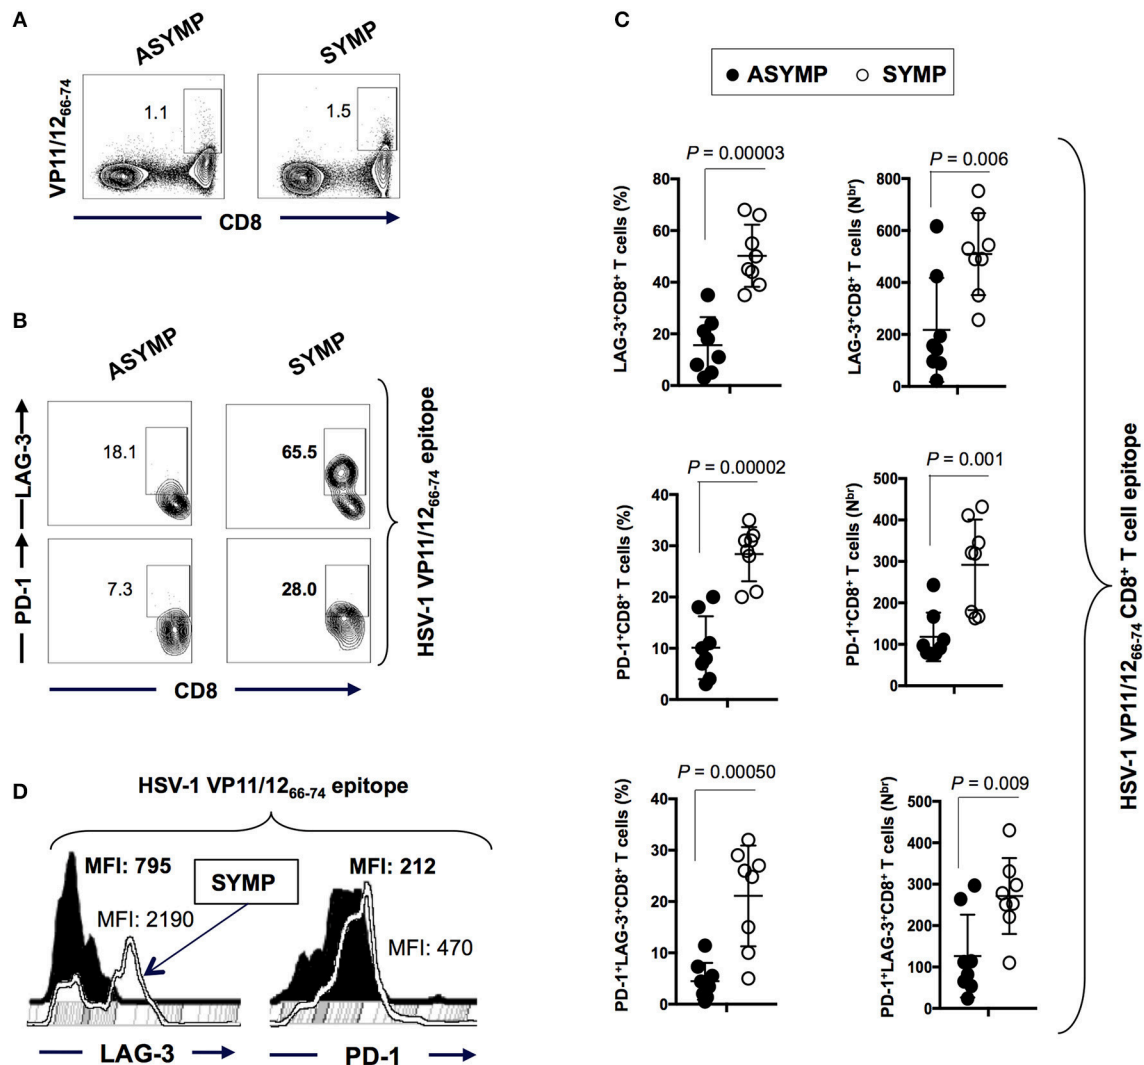 A
ASYMP
SYMP
VP11/12₆₆₋₇₄
1.1
1.5
CD8
B
ASYMP
SYMP
LAG-3
18.1
65.5
PD-1
7.3
28.0
CD8
HSV-1 VP11/12₆₆₋₇₄ epitope
C
ASYMP SYMP
P = 0.00003
LAG-3⁺CD8⁺ T cells (%)
80
60
40
20
0
P = 0.006
LAG-3⁺CD8⁺ T cells (Nᵇʳ)
800
600
400
200
0
P = 0.00002
PD-1⁺CD8⁺ T cells (%)
40
30
20
10
0
P = 0.001
PD-1⁺CD8⁺ T cells (Nᵇʳ)
500
400
300
200
100
0
P = 0.00050
PD-1⁺LAG-3⁺CD8⁺ T cells (%)
40
30
20
10
0
P = 0.009
PD-1⁺LAG-3⁺CD8⁺ T cells (Nᵇʳ)
500
400
300
200
100
0
HSV-1 VP11/12₆₆₋₇₄ CD8⁺ T cell epitope
D
HSV-1 VP11/12₆₆₋₇₄ epitope
MFI: 795
SYMP
MFI: 2190
MFI: 212
MFI: 470
LAG-3
PD-1